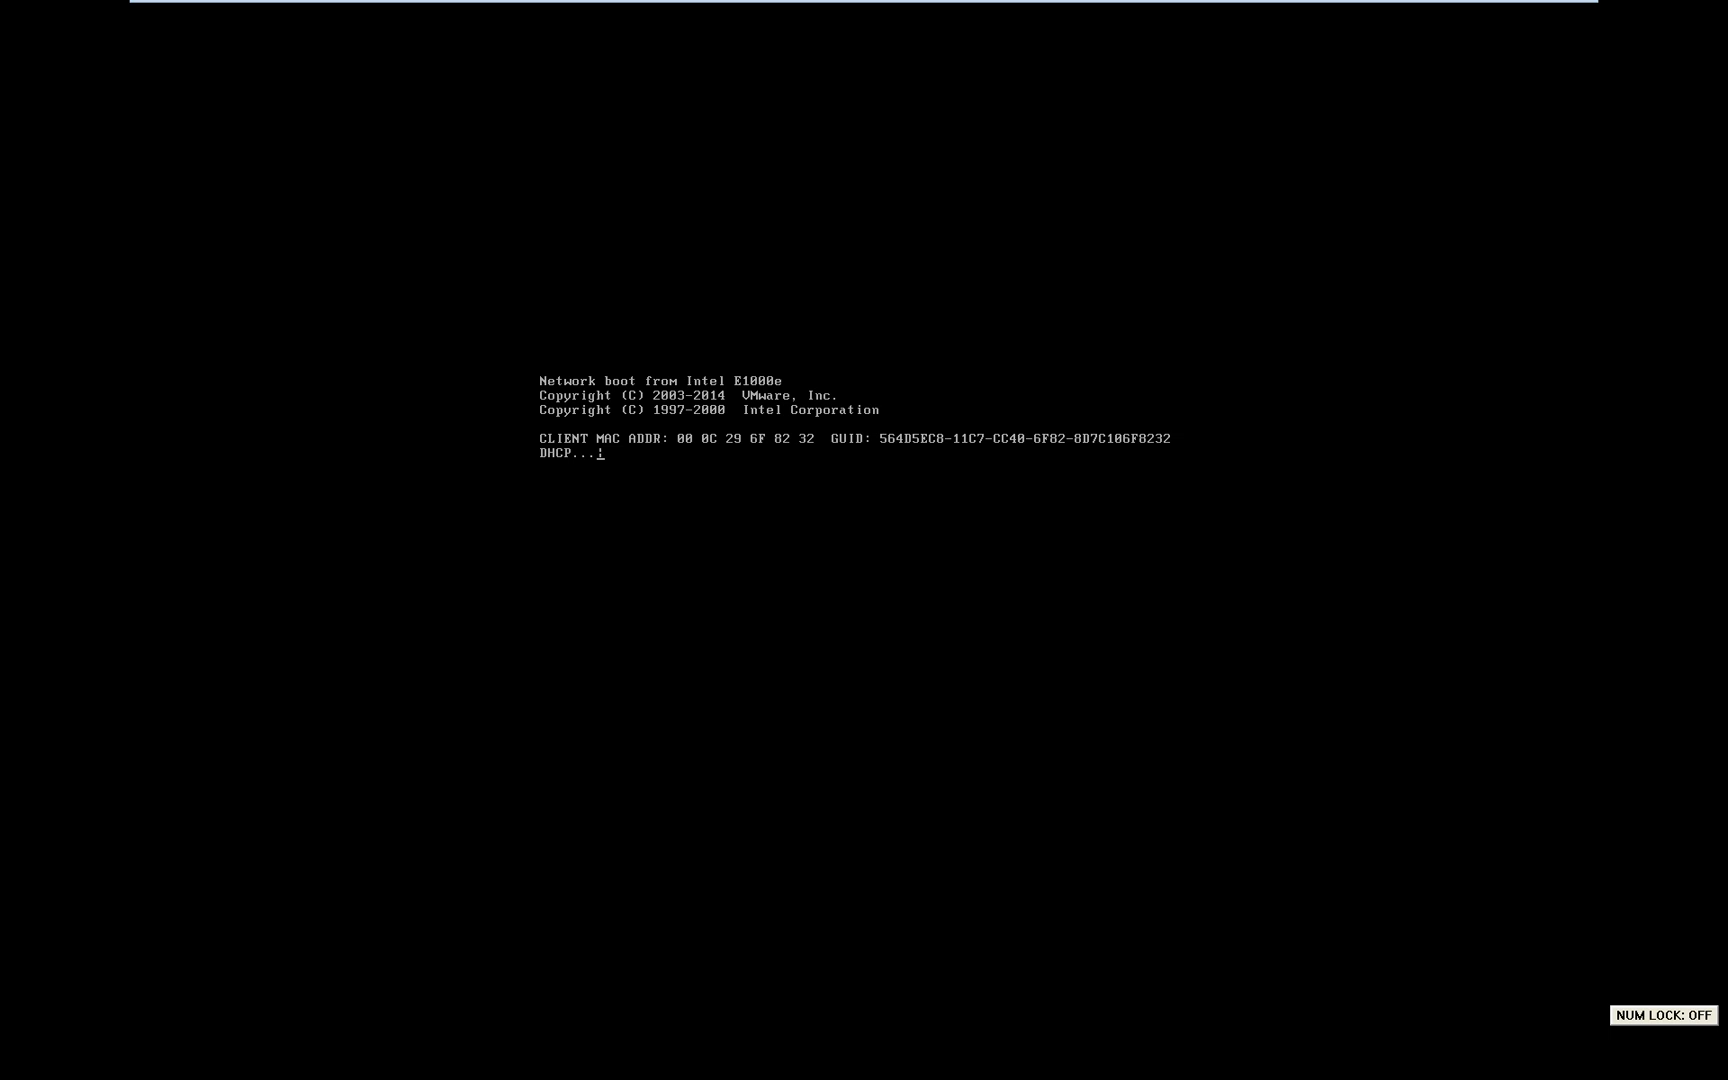 Network boot from Intel E1000e
Copyright (C) 2003-2014  VMware, Inc.
Copyright (C) 1997-2000  Intel Corporation
CLIENT MAC ADDR: 00 0C 29 6F 82 32  GUID: 564D5EC8-11C7-CC40-6F82-8D7C106F8232
DHCP...¦
NUM LOCK: OFF